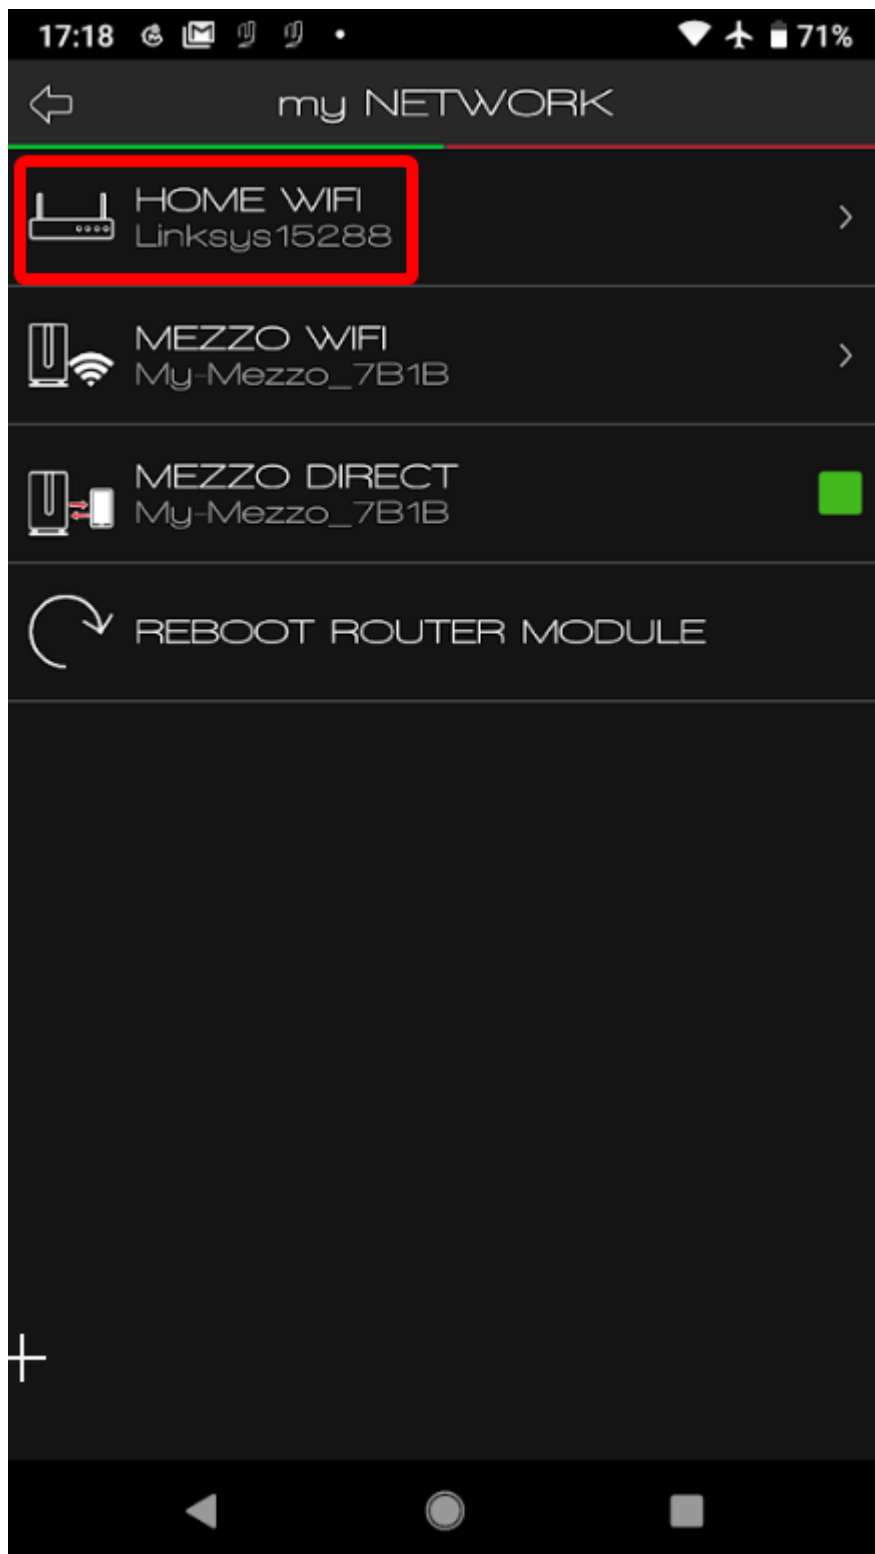 17:18
71%
my NETWORK
HOME WIFI
Linksys15288
MEZZO WIFI
My-Mezzo_7B1B
MEZZO DIRECT
My-Mezzo_7B1B
REBOOT ROUTER MODULE